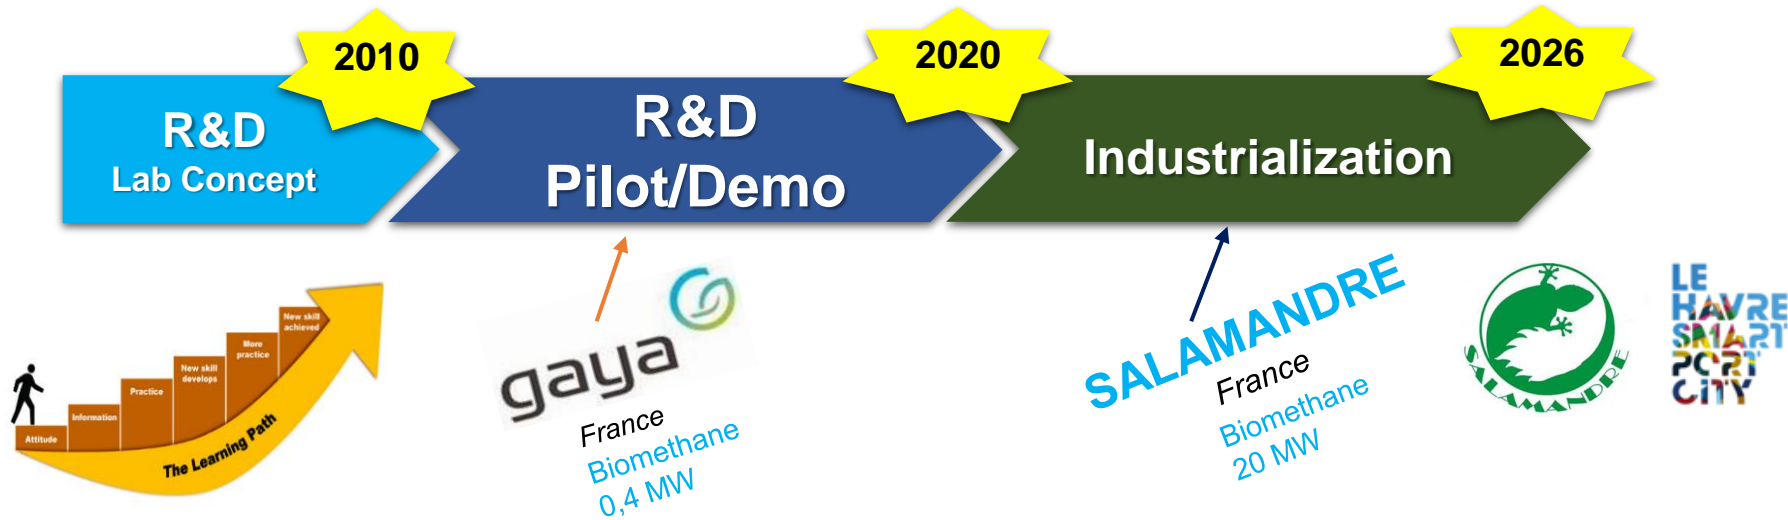 2010
2020
2026
R&D
Lab Concept
R&D
Pilot/Demo
Industrialization
Attitude
Information
Practice
New skill
develops
More
practice
New skill
achieved
The Learning Path
gaya
France
Biomethane
0,4 MW
SALAMANDRE
France
Biomethane
20 MW
SALAMANDRE
LE
HAVRE
SMART
PORT
CITY